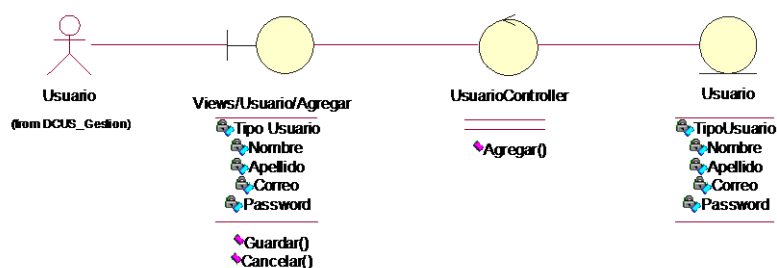 Usuario
(from DCUS_Gestion)
Views/Usuario/Agregar
Tipo Usuario
Nombre
Apellido
Correo
Password
Guardar()
Cancelar()
UsuarioController
Agregar()
Usuario
TipoUsuario
Nombre
Apellido
Correo
Password